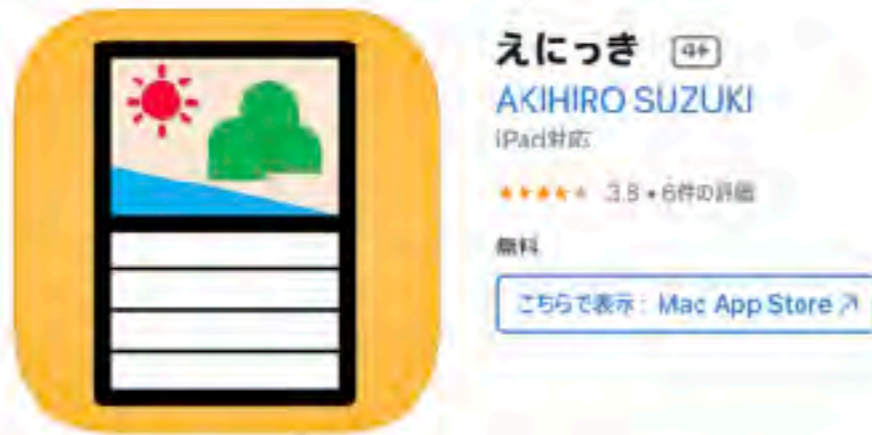 えにっき 4+
AKIHIRO SUZUKI
iPad対応
★★★★★ 3.8 • 6件の評価
無料
こちらで表示: Mac App Store ↗